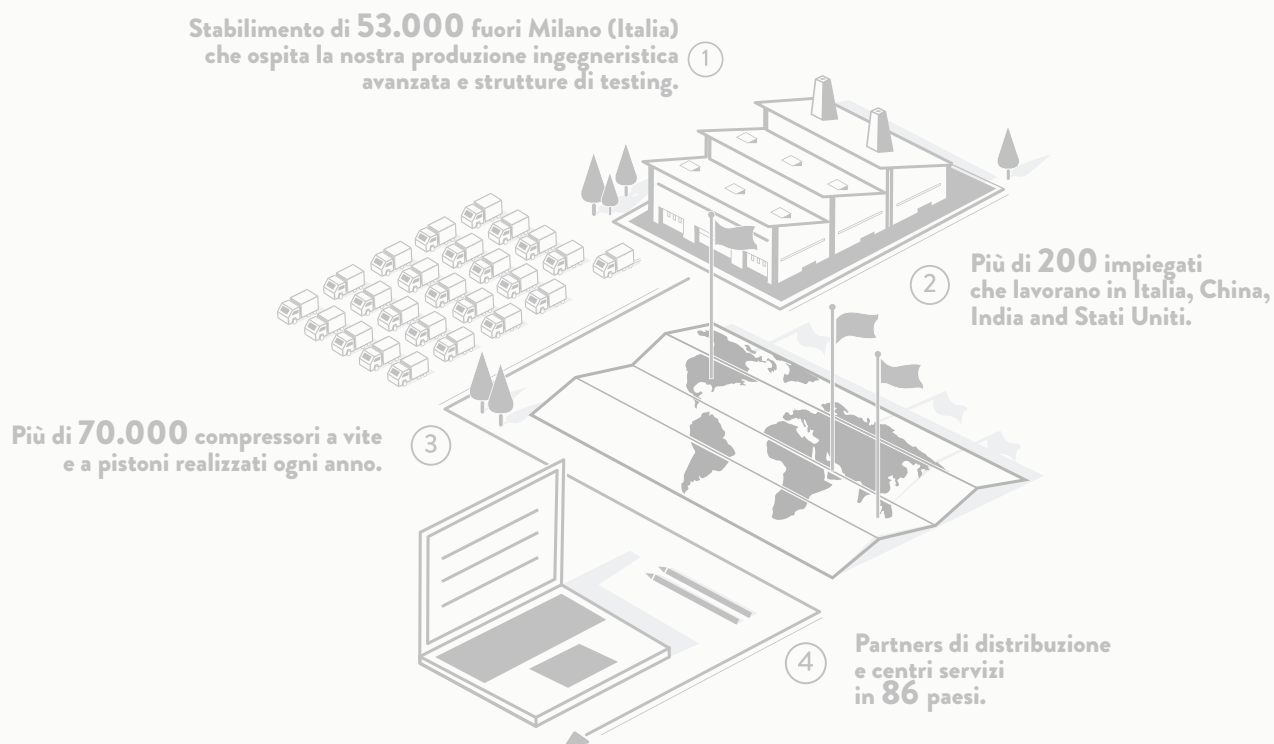 Stabilimento di 53.000 fuori Milano (Italia)
che ospita la nostra produzione ingegneristica
avanzata e strutture di testing.
1
2
Più di 200 impiegati
che lavorano in Italia, China,
India and Stati Uniti.
Più di 70.000 compressori a vite
e a pistoni realizzati ogni anno.
3
4
Partners di distribuzione
e centri servizi
in 86 paesi.